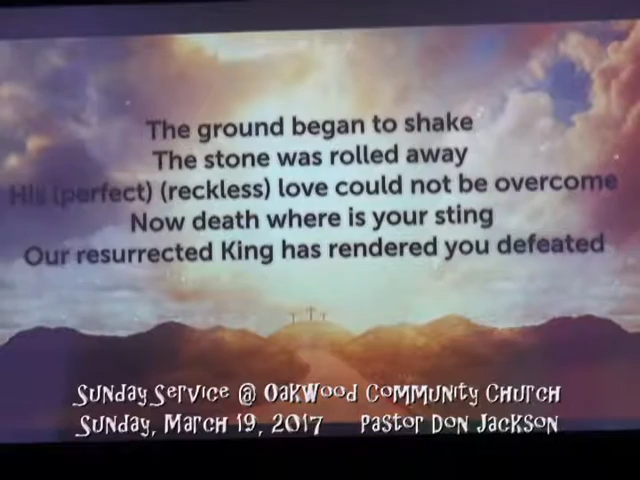 The ground began to shake
The stone was rolled away
His (perfect) (reckless) love could not be overcome
Now death where is your sting
Our resurrected King has rendered you defeated
Sunday Service @ Oakwood Community Church
Sunday, March 19, 2017 Pastor Don Jackson